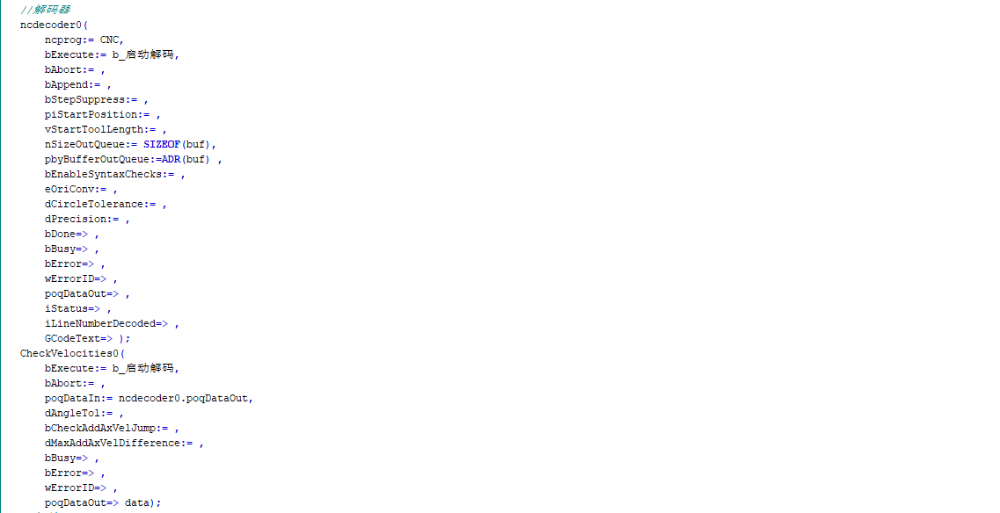 //解码器
ncdecoder0(
ncprog:= CNC,
bExecute:= b_启动解码,
bAbort:= ,
bAppend:= ,
bStepSuppress:= ,
piStartPosition:= ,
vStartToolLength:= ,
nSizeOutQueue:= SIZEOF(buf),
pbyBufferOutQueue:=ADR(buf) ,
bEnableSyntaxChecks:= ,
eOriConv:= ,
dCircleTolerance:= ,
dPrecision:= ,
bDone=> ,
bBusy=> ,
bError=> ,
wErrorID=> ,
poqDataOut=> ,
iStatus=> ,
iLineNumberDecoded=> ,
GCodeText=> );
CheckVelocities0(
bExecute:= b_启动解码,
bAbort:= ,
poqDataIn:= ncdecoder0.poqDataOut,
dAngleTol:= ,
bCheckAddAxVelJump:= ,
dMaxAddAxVelDifference:= ,
bBusy=> ,
bError=> ,
wErrorID=> ,
poqDataOut=> data);